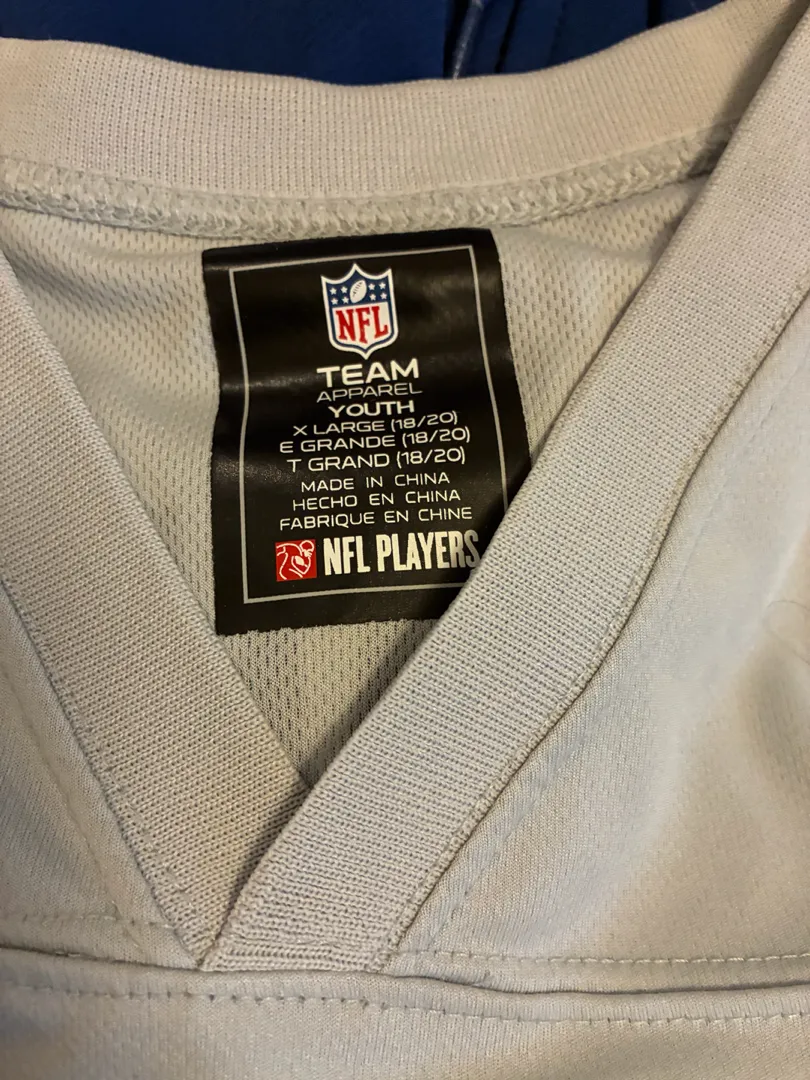 NFL
TEAM
APPAREL
YOUTH
X LARGE (18/20)
E GRANDE (18/20)
T GRAND (18/20)
MADE IN CHINA
HECHO EN CHINA
FABRIQUE EN CHINE
NFL PLAYERS